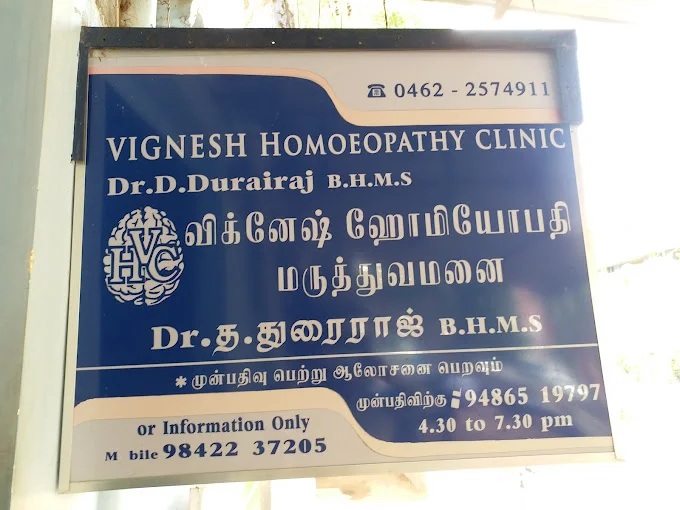 ☎ 0462 - 2574911
VIGNESH HOMOEOPATHY CLINIC
Dr.D.Durairaj B.H.M.S
HVC
விக்னேஷ் ஹோமியோபதி
மருத்துவமனை
Dr.த.துரைராஜ் B.H.M.S
* முன்பதிவு பெற்று ஆலோசனை பெறவும்
முன்பதிவிற்கு 94865 19797
4.30 to 7.30 pm
or Information Only
M bile 98422 37205